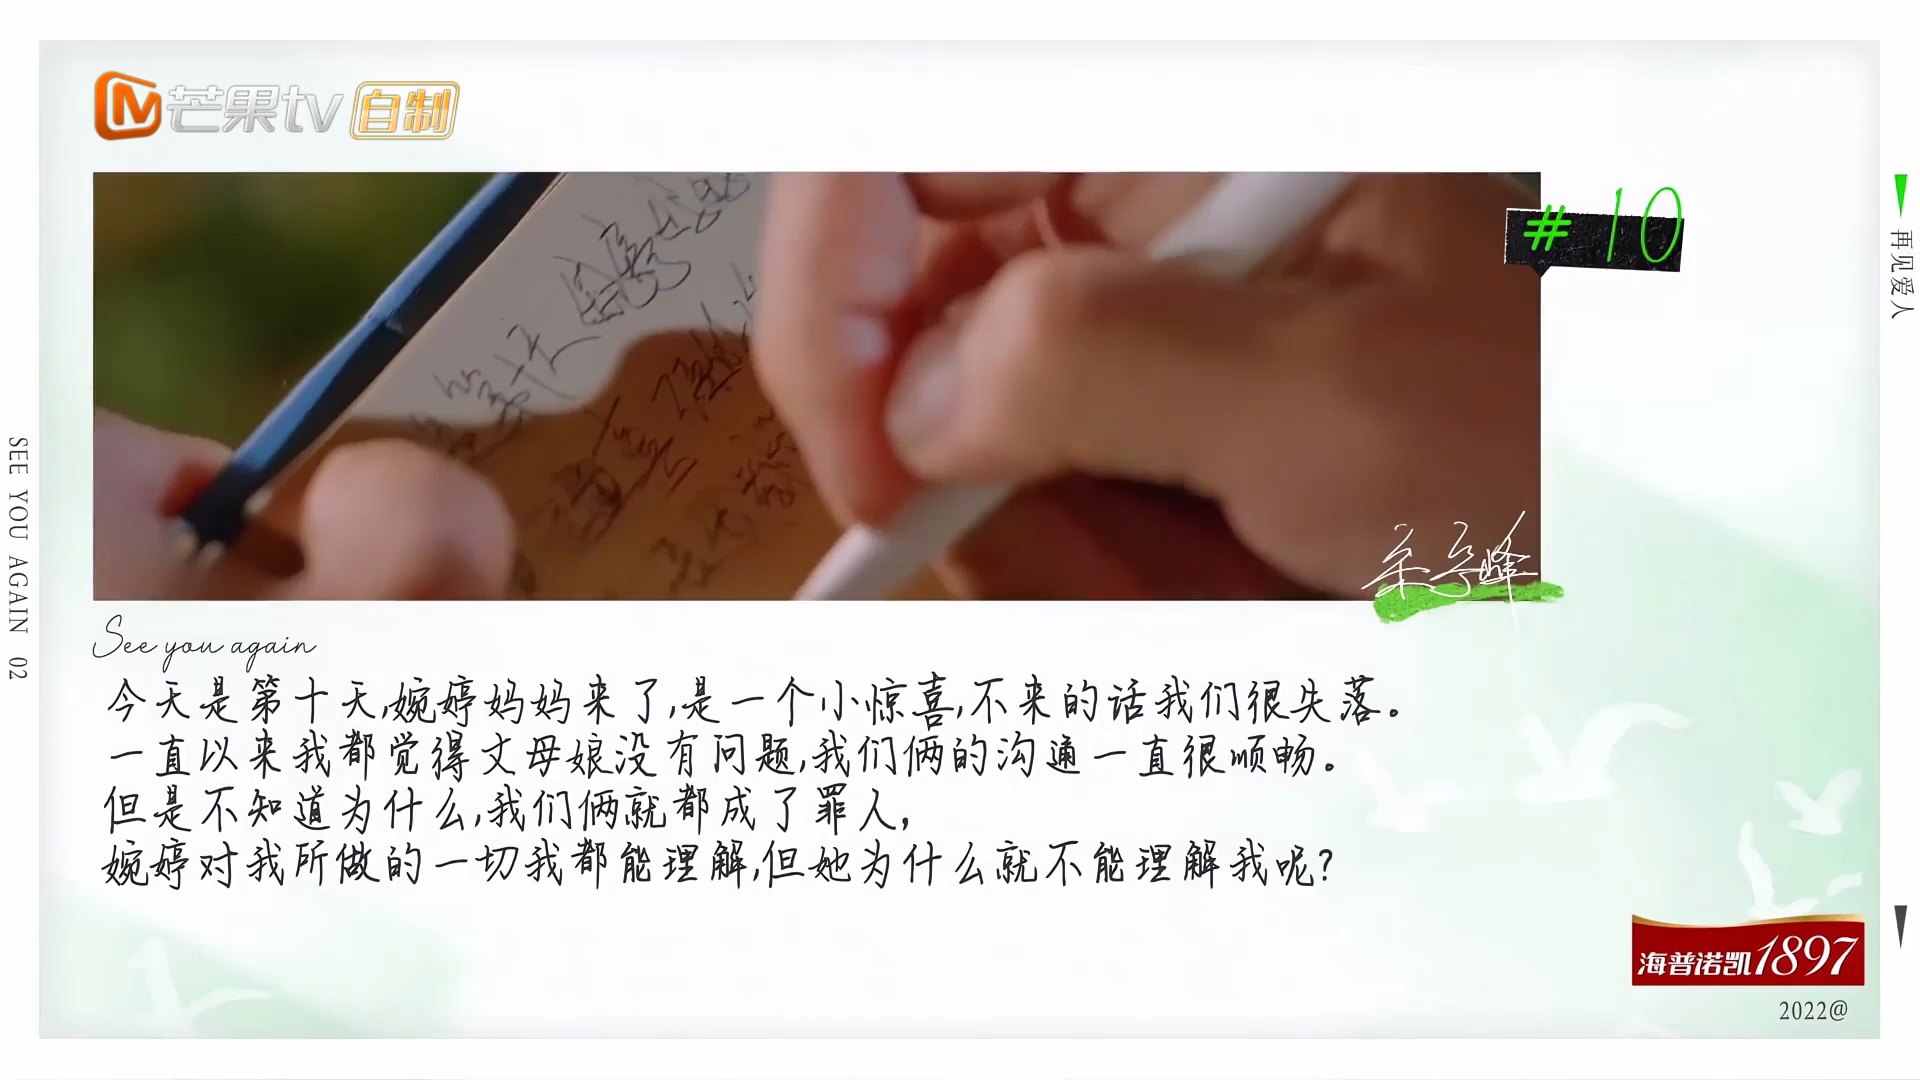 芒果tv 自制
# 10
再见爱人
宋宁峰
SEE YOU AGAIN 02
See you again
今天是第十天,婉婷妈妈来了,是一个小惊喜,不来的话我们很失落。
一直以来我都觉得丈母娘没有问题,我们俩的沟通一直很顺畅。
但是不知道为什么,我们俩就都成了罪人,
婉婷对我所做的一切我都能理解,但她为什么就不能理解我呢?
海普诺凯1897
2022@